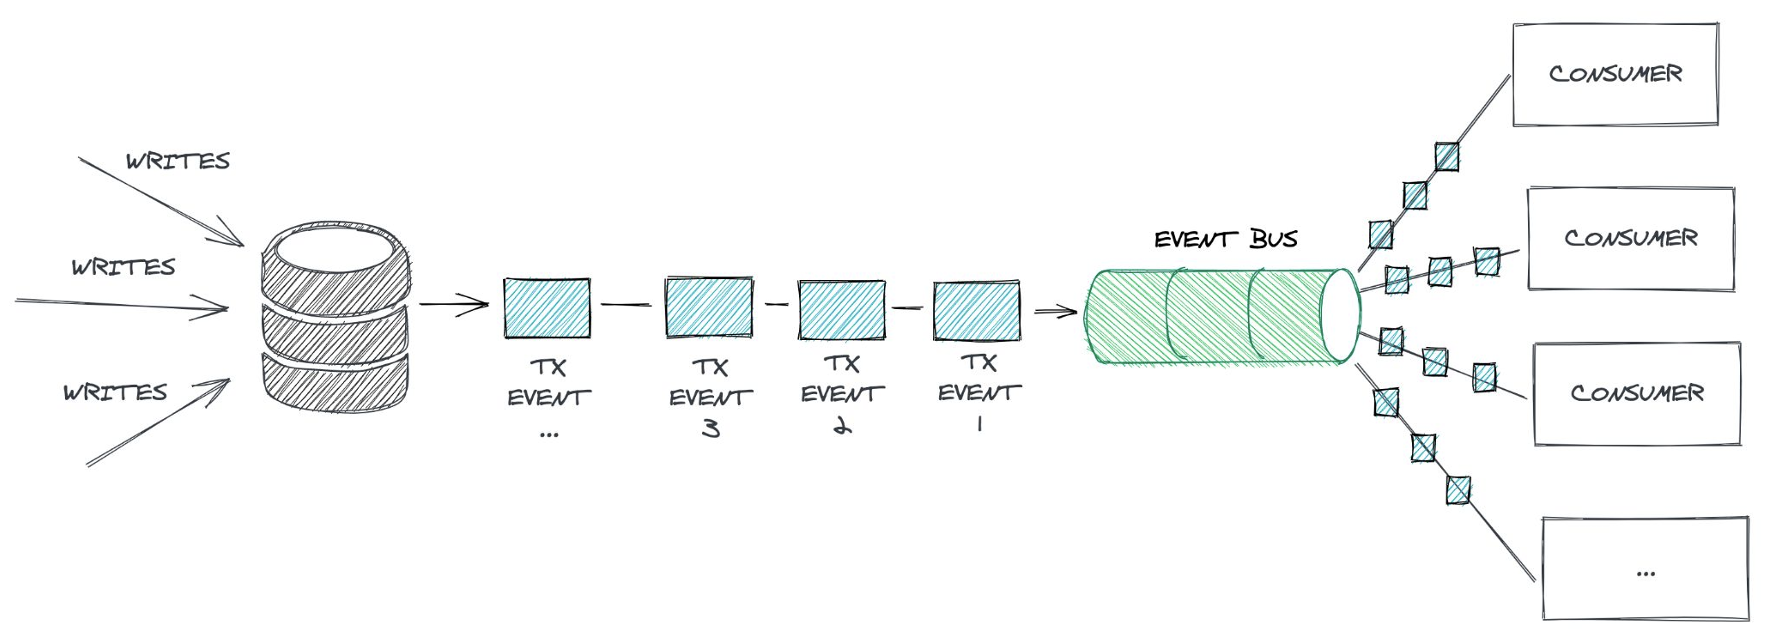 WRITES
WRITES
WRITES
TX
EVENT
...
TX
EVENT
3
TX
EVENT
2
TX
EVENT
1
EVENT BUS
CONSUMER
CONSUMER
CONSUMER
...